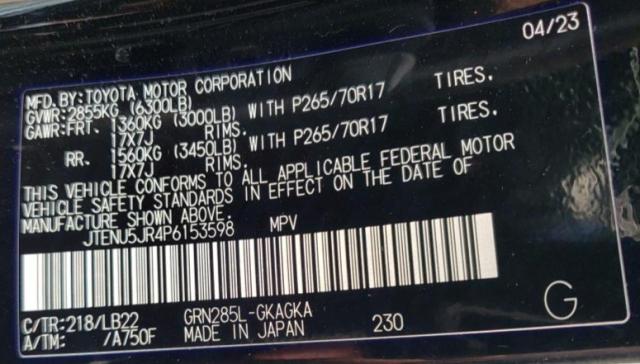 04/23
MFD. BY: TOYOTA MOTOR CORPORATION
GVWR: 2855KG (6300LB)
GAWR: FRT. 1360KG (3000LB) WITH P265/70R17 TIRES.
17X7J RIMS.
RR. 1560KG (3450LB) WITH P265/70R17 TIRES.
17X7J RIMS.
THIS VEHICLE CONFORMS TO ALL APPLICABLE FEDERAL MOTOR
VEHICLE SAFETY STANDARDS IN EFFECT ON THE DATE OF
MANUFACTURE SHOWN ABOVE.
JTENU5JR4P6153598 MPV
C/TR: 218/LB22 GRN285L-GKAGKA
A/TM: /A750F MADE IN JAPAN 230 G